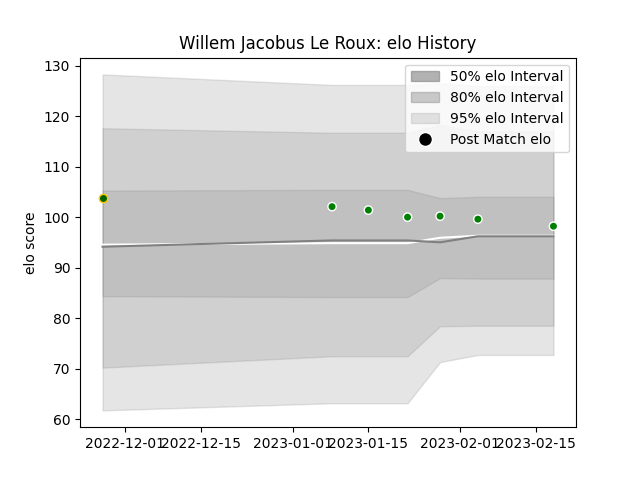 Willem Jacobus Le Roux: elo History
130
120
110
100
90
80
70
60
elo score
50% elo Interval
80% elo Interval
95% elo Interval
Post Match elo
2022-12-01
2022-12-15
2023-01-01
2023-01-15
2023-02-01
2023-02-15